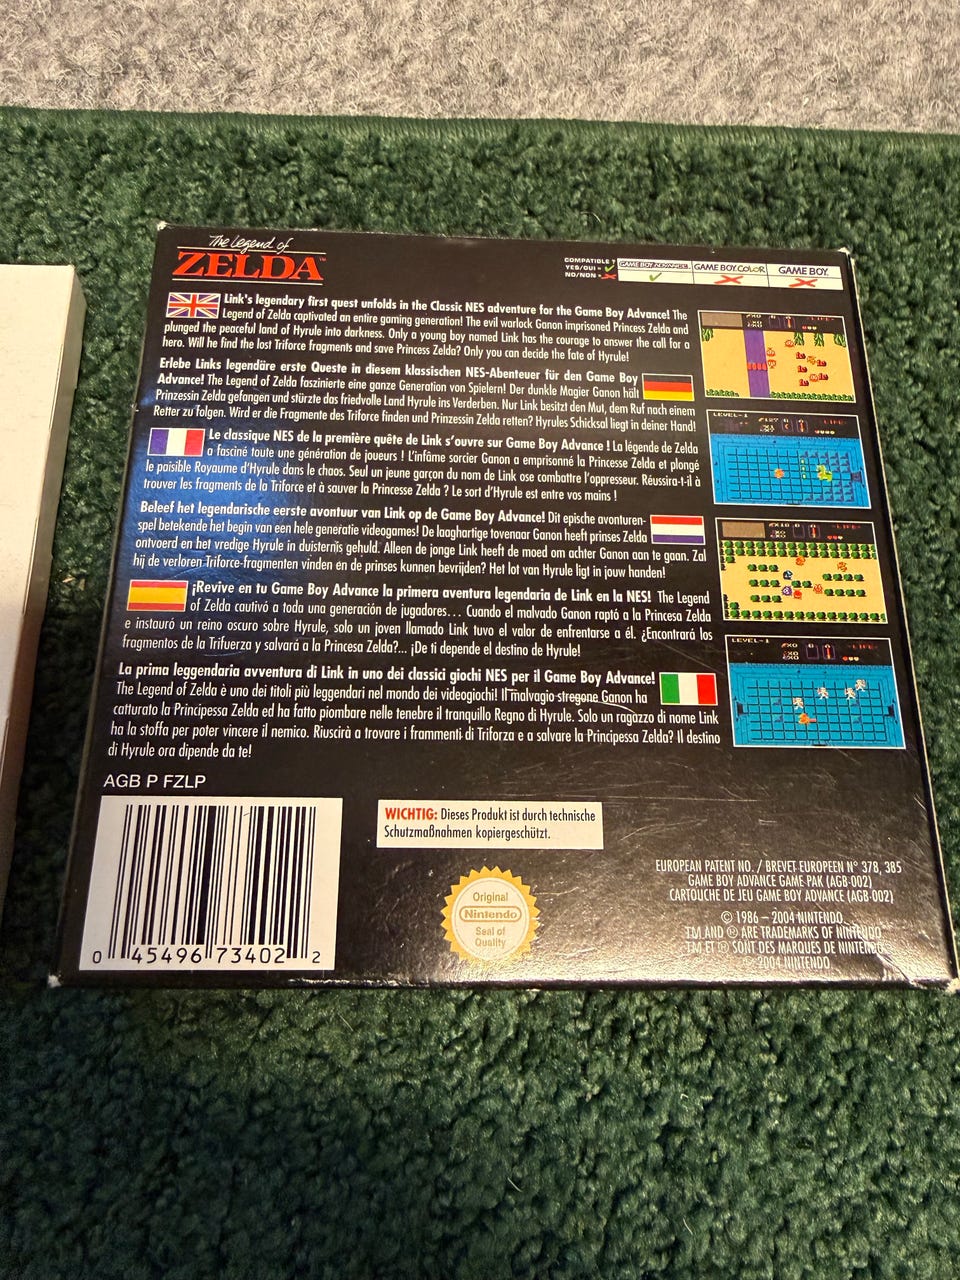 The Legend of
ZELDA™
COMPATIBLE ?
YES/OUI = ✓
NO/NON = ✗
GAME BOY ADVANCE
GAME BOY COLOR
GAME BOY
Link's legendary first quest unfolds in the Classic NES adventure for the Game Boy Advance! The
Legend of Zelda captivated an entire gaming generation! The evil warlock Ganon imprisoned Princess Zelda and
plunged the peaceful land of Hyrule into darkness. Only a young boy named Link has the courage to answer the call for a
hero. Will he find the lost Triforce fragments and save Princess Zelda? Only you can decide the fate of Hyrule!
Erlebe Links legendäre erste Queste in diesem klassischen NES-Abenteuer für den Game Boy
Advance! The Legend of Zelda faszinierte eine ganze Generation von Spielern! Der dunkle Magier Ganon hält
Prinzessin Zelda gefangen und stürzte das friedvolle Land Hyrule ins Verderben. Nur Link besitzt den Mut, dem Ruf nach einem
Retter zu folgen. Wird er die Fragmente des Triforce finden und Prinzessin Zelda retten? Hyrules Schicksal liegt in deiner Hand!
Le classique NES de la première quête de Link s'ouvre sur Game Boy Advance ! La légende de Zelda
a fasciné toute une génération de joueurs ! L'infâme sorcier Ganon a emprisonné la Princesse Zelda et plongé
le paisible Royaume d'Hyrule dans le chaos. Seul un jeune garçon du nom de Link ose combattre l'oppresseur. Réussira-t-il à
trouver les fragments de la Triforce et à sauver la Princesse Zelda ? Le sort d'Hyrule est entre vos mains !
Beleef het legendarische eerste avontuur van Link op de Game Boy Advance! Dit epische avonturen-
spel betekende het begin van een hele generatie videogames! De laaghartige tovenaar Ganon heeft prinses Zelda
ontvoerd en het vredige Hyrule in duisternis gehuld. Alleen de jonge Link heeft de moed om achter Ganon aan te gaan. Zal
hij de verloren Triforce-fragmenten vinden én de prinses kunnen bevrijden? Het lot van Hyrule ligt in jouw handen!
¡Revive en tu Game Boy Advance la primera aventura legendaria de Link en la NES! The Legend
of Zelda cautivó a toda una generación de jugadores... Cuando el malvado Ganon raptó a la Princesa Zelda
e instauró un reino oscuro sobre Hyrule, solo un joven llamado Link tuvo el valor de enfrentarse a él. ¿Encontrará los
fragmentos de la Trifuerza y salvará a la Princesa Zelda?... ¡De ti depende el destino de Hyrule!
La prima leggendaria avventura di Link in uno dei classici giochi NES per il Game Boy Advance!
The Legend of Zelda è uno dei titoli più leggendari nel mondo dei videogiochi! Il malvagio stregone Ganon ha
catturato la Principessa Zelda ed ha fatto piombare nelle tenebre il tranquillo Regno di Hyrule. Solo un ragazzo di nome Link
ha la stoffa per poter vincere il nemico. Riuscirà a trovare i frammenti di Triforza e a salvare la Principessa Zelda? Il destino
di Hyrule ora dipende da te!
LEVEL-1
LEVEL-1
AGB P FZLP
0 45496 73402 2
WICHTIG: Dieses Produkt ist durch technische
Schutzmaßnahmen kopiergeschützt.
Original
Nintendo
Seal of
Quality
EUROPEAN PATENT NO. / BREVET EUROPEEN N° 378, 385
GAME BOY ADVANCE GAME PAK (AGB-002)
CARTOUCHE DE JEU GAME BOY ADVANCE (AGB-002)
© 1986 – 2004 NINTENDO.
TM AND ® ARE TRADEMARKS OF NINTENDO
TM ET ® SONT DES MARQUES DE NINTENDO
© 2004 NINTENDO.